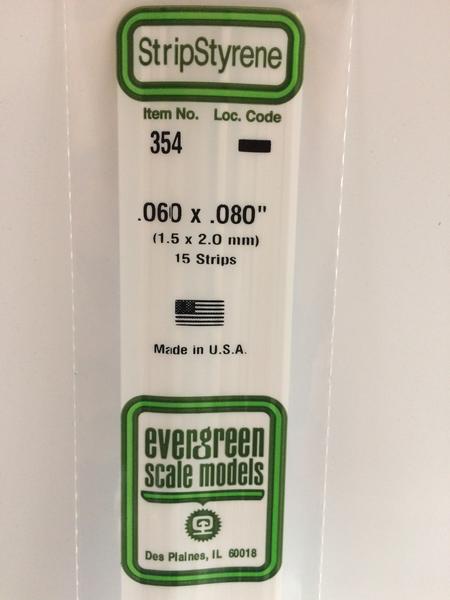 StripStyrene
Item No. Loc. Code
354
.060 x .080"
(1.5 x 2.0 mm)
15 Strips
Made in U.S.A.
evergreen
scale models
Des Plaines, IL 60018